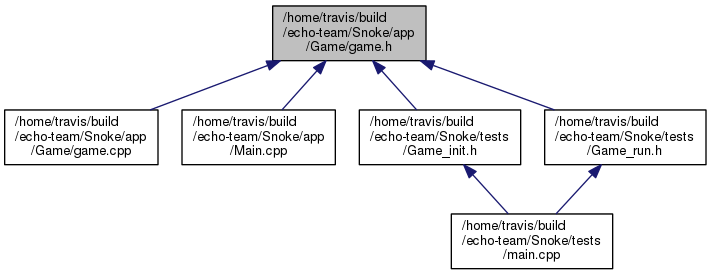 /home/travis/build
/echo-team/Snoke/app
/Game/game.h
/home/travis/build
/echo-team/Snoke/app
/Game/game.cpp
/home/travis/build
/echo-team/Snoke/app
/Main.cpp
/home/travis/build
/echo-team/Snoke/tests
/Game_init.h
/home/travis/build
/echo-team/Snoke/tests
/Game_run.h
/home/travis/build
/echo-team/Snoke/tests
/main.cpp